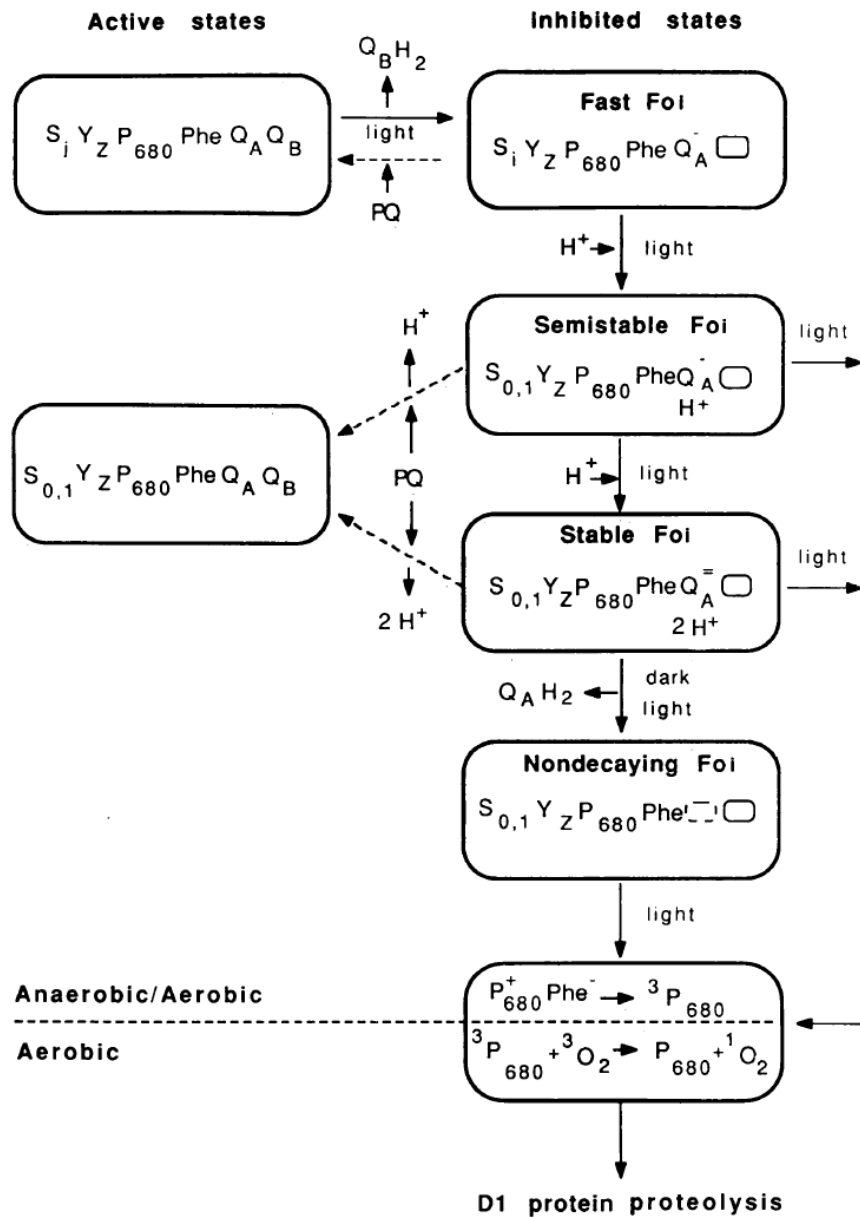 Active states
Inhibited states
Q_B H_2
light
PQ
S_i Y_Z P_680 Phe Q_A Q_B
Fast Foi
S_i Y_Z P_680 Phe Q_A^-
H^+
light
Semistable Foi
S_0,1 Y_Z P_680 Phe Q_A^-
H^+
light
H^+
PQ
2 H^+
S_0,1 Y_Z P_680 Phe Q_A Q_B
H^+
light
Stable Foi
S_0,1 Y_Z P_680 Phe Q_A^=
2 H^+
light
Q_A H_2
dark
light
Nondecaying Foi
S_0,1 Y_Z P_680 Phe
light
Anaerobic/Aerobic
P_680^+ Phe^- → ^3P_680
Aerobic
^3P_680 + ^3O_2 → P_680 + ^1O_2
D1 protein proteolysis